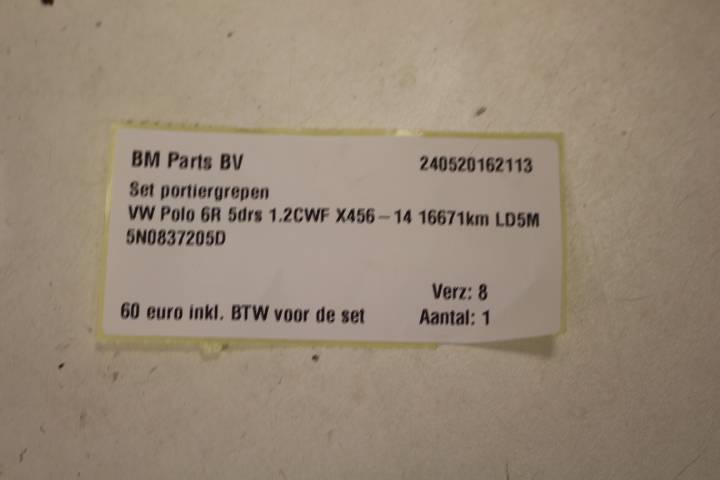 BM Parts BV 240520162113
Set portiergrepen
VW Polo 6R 5drs 1.2CWF X456-14 16671km LD5M
5N0837205D
Verz: 8
60 euro inkl. BTW voor de set Aantal: 1